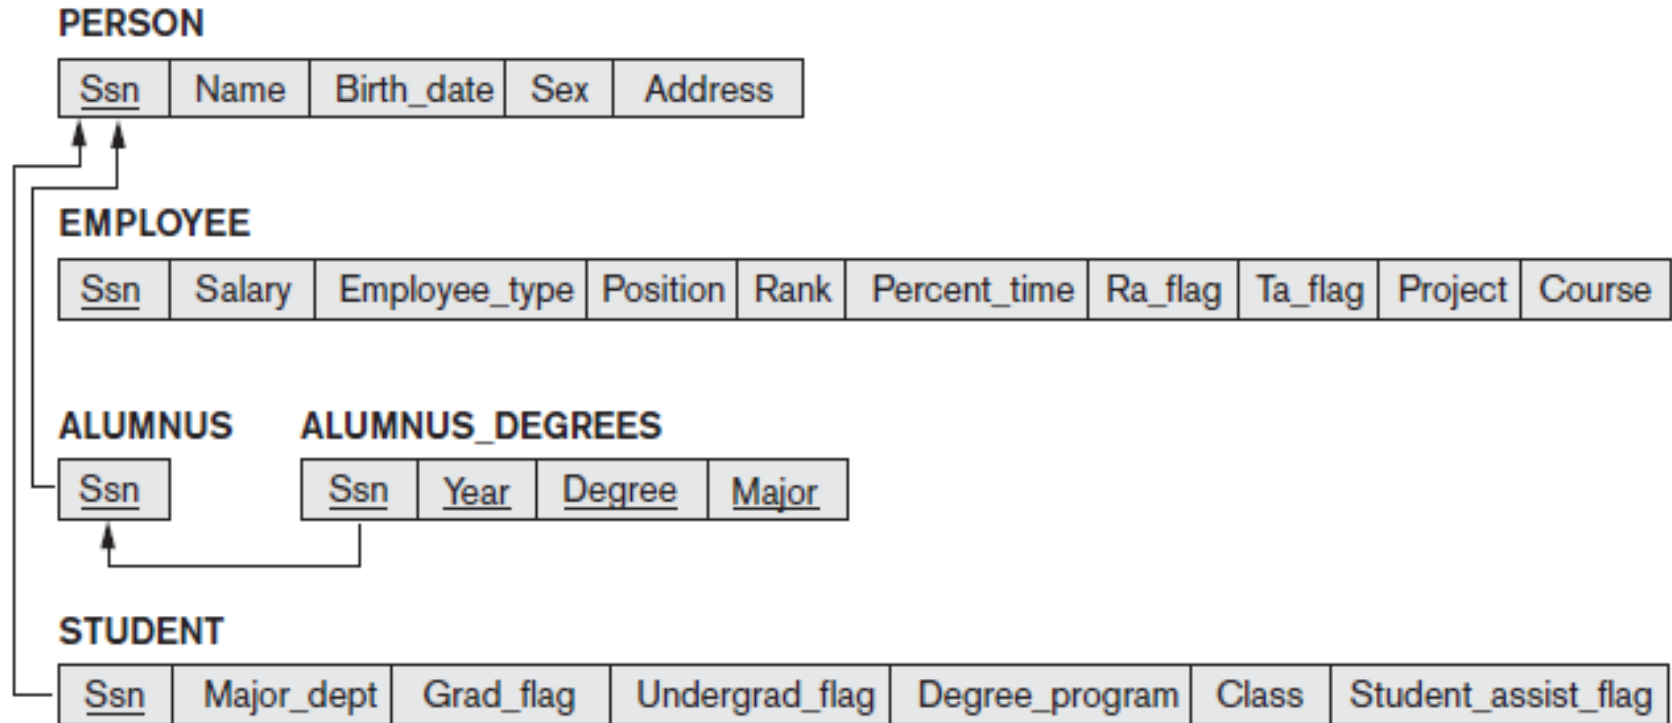 PERSON
Ssn Name Birth_date Sex Address
EMPLOYEE
Ssn Salary Employee_type Position Rank Percent_time Ra_flag Ta_flag Project Course
ALUMNUS ALUMNUS_DEGREES
Ssn Ssn Year Degree Major
STUDENT
Ssn Major_dept Grad_flag Undergrad_flag Degree_program Class Student_assist_flag